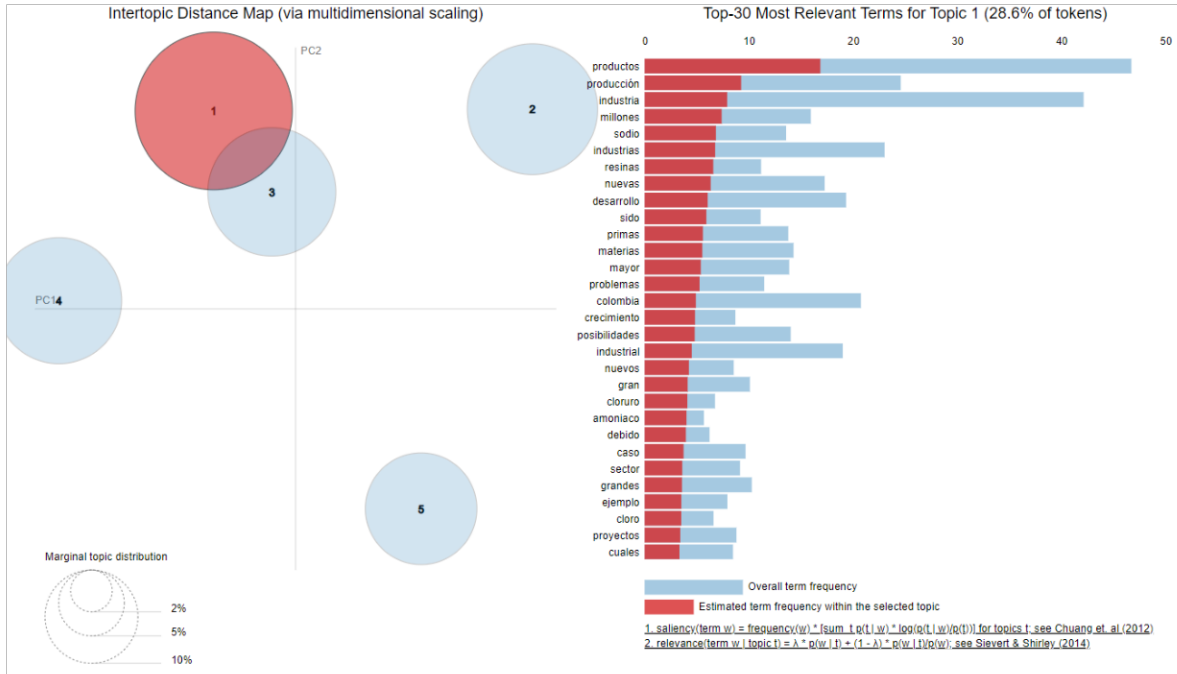 Intertopic Distance Map (via multidimensional scaling)
PC2
1
2
3
PC1
4
5
Marginal topic distribution
2%
5%
10%
Top-30 Most Relevant Terms for Topic 1 (28.6% of tokens)
0 10 20 30 40 50
productos
producción
industria
millones
sodio
industrias
resinas
nuevas
desarrollo
sido
primas
materias
mayor
problemas
colombia
crecimiento
posibilidades
industrial
nuevos
gran
cloruro
amoniaco
debido
caso
sector
grandes
ejemplo
cloro
proyectos
cuales
Overall term frequency
Estimated term frequency within the selected topic
1. saliency(term w) = frequency(w) * [sum_t p(t | w) * log(p(t | w)/p(t))] for topics t; see Chuang et. al (2012)
2. relevance(term w | topic t) = λ * p(w | t) + (1 - λ) * p(w | t)/p(w); see Sievert & Shirley (2014)